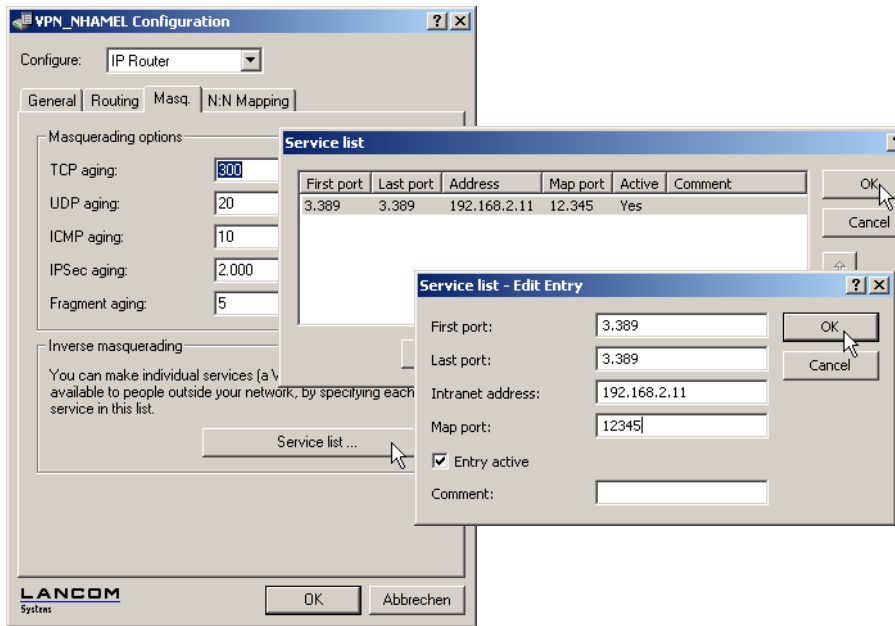 VPN_NHAMEL Configuration
Configure: IP Router
General Routing Masq. N:N Mapping
Masquerading options
TCP aging: 300
UDP aging: 20
ICMP aging: 10
IPSec aging: 2.000
Fragment aging: 5
Inverse masquerading
You can make individual services (a
available to people outside your network, by specifying each
service in this list.
Service list ...
LANCOM
Systems
OK Abbrechen
Service list
First port Last port Address Map port Active Comment
3.389 3.389 192.168.2.11 12.345 Yes
OK
Cancel
Service list - Edit Entry
First port: 3.389
Last port: 3.389
Intranet address: 192.168.2.11
Map port: 12345
Entry active
Comment:
OK
Cancel